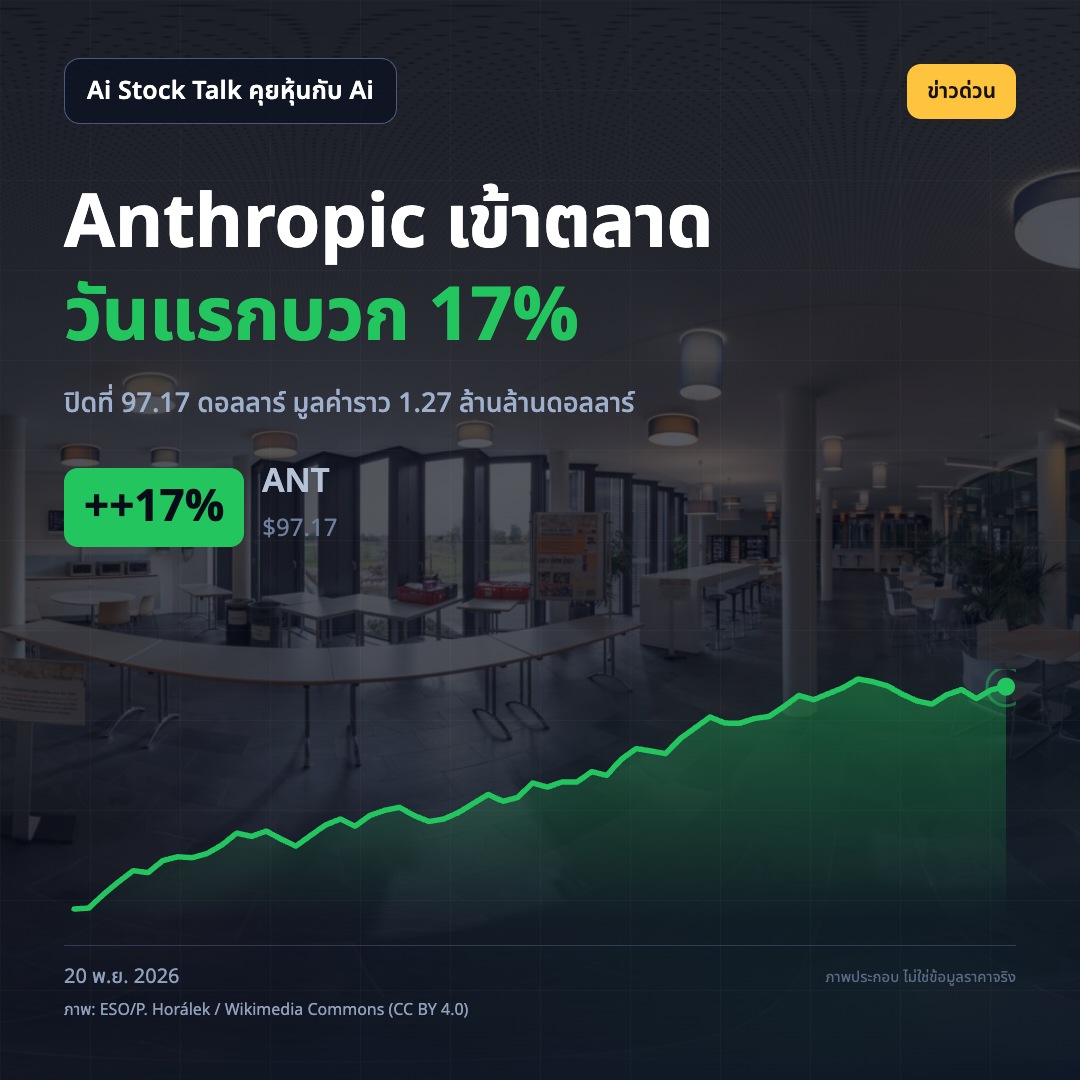 Ai Stock Talk คุยหุ้นกับ Ai
ข่าวด่วน
Anthropic เข้าตลาด
วันแรกบวก 17%
ปิดที่ 97.17 ดอลลาร์ มูลค่าราว 1.27 ล้านล้านดอลลาร์
++17%
ANT
$97.17
20 พ.ย. 2026
ภาพประกอบ ไม่ใช่ข้อมูลราคาจริง
ภาพ: ESO/P. Horálek / Wikimedia Commons (CC BY 4.0)